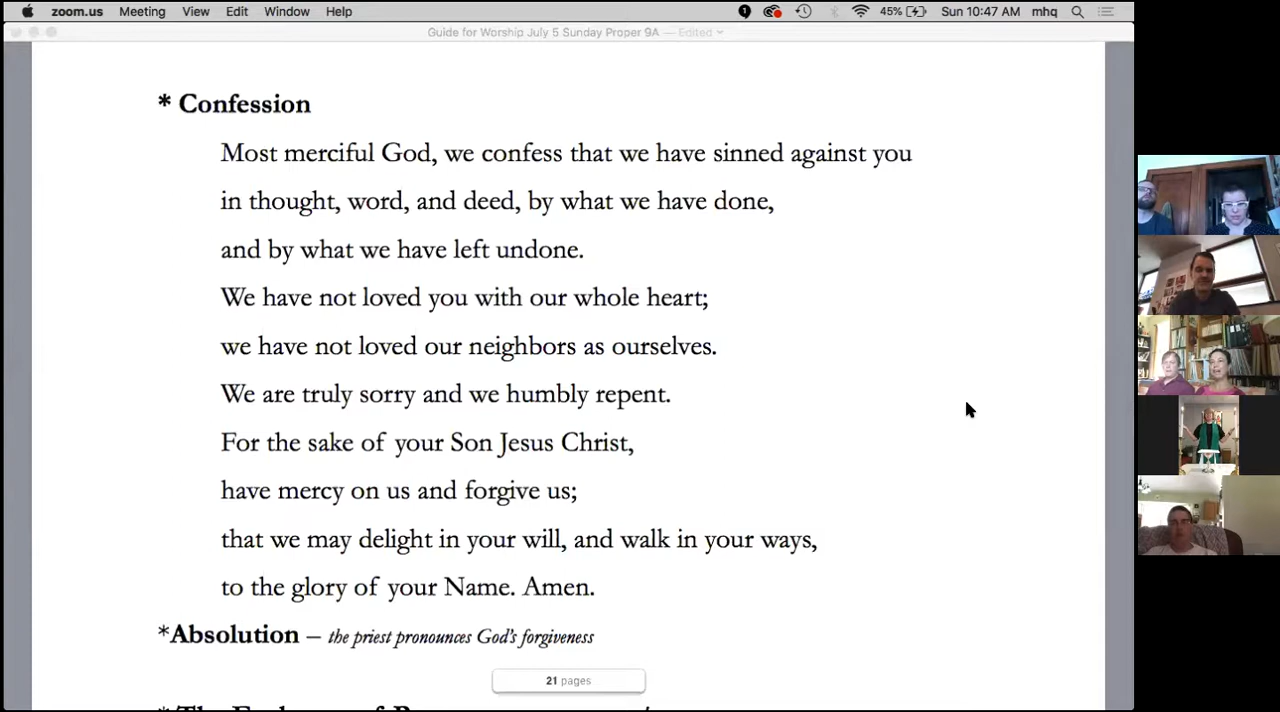 zoom.us Meeting View Edit Window Help 1 45% Sun 10:47 AM mhq
Guide for Worship July 5 Sunday Proper 9A — Edited
* Confession
Most merciful God, we confess that we have sinned against you
in thought, word, and deed, by what we have done,
and by what we have left undone.
We have not loved you with our whole heart;
we have not loved our neighbors as ourselves.
We are truly sorry and we humbly repent.
For the sake of your Son Jesus Christ,
have mercy on us and forgive us;
that we may delight in your will, and walk in your ways,
to the glory of your Name. Amen.
*Absolution – the priest pronounces God's forgiveness
21 pages